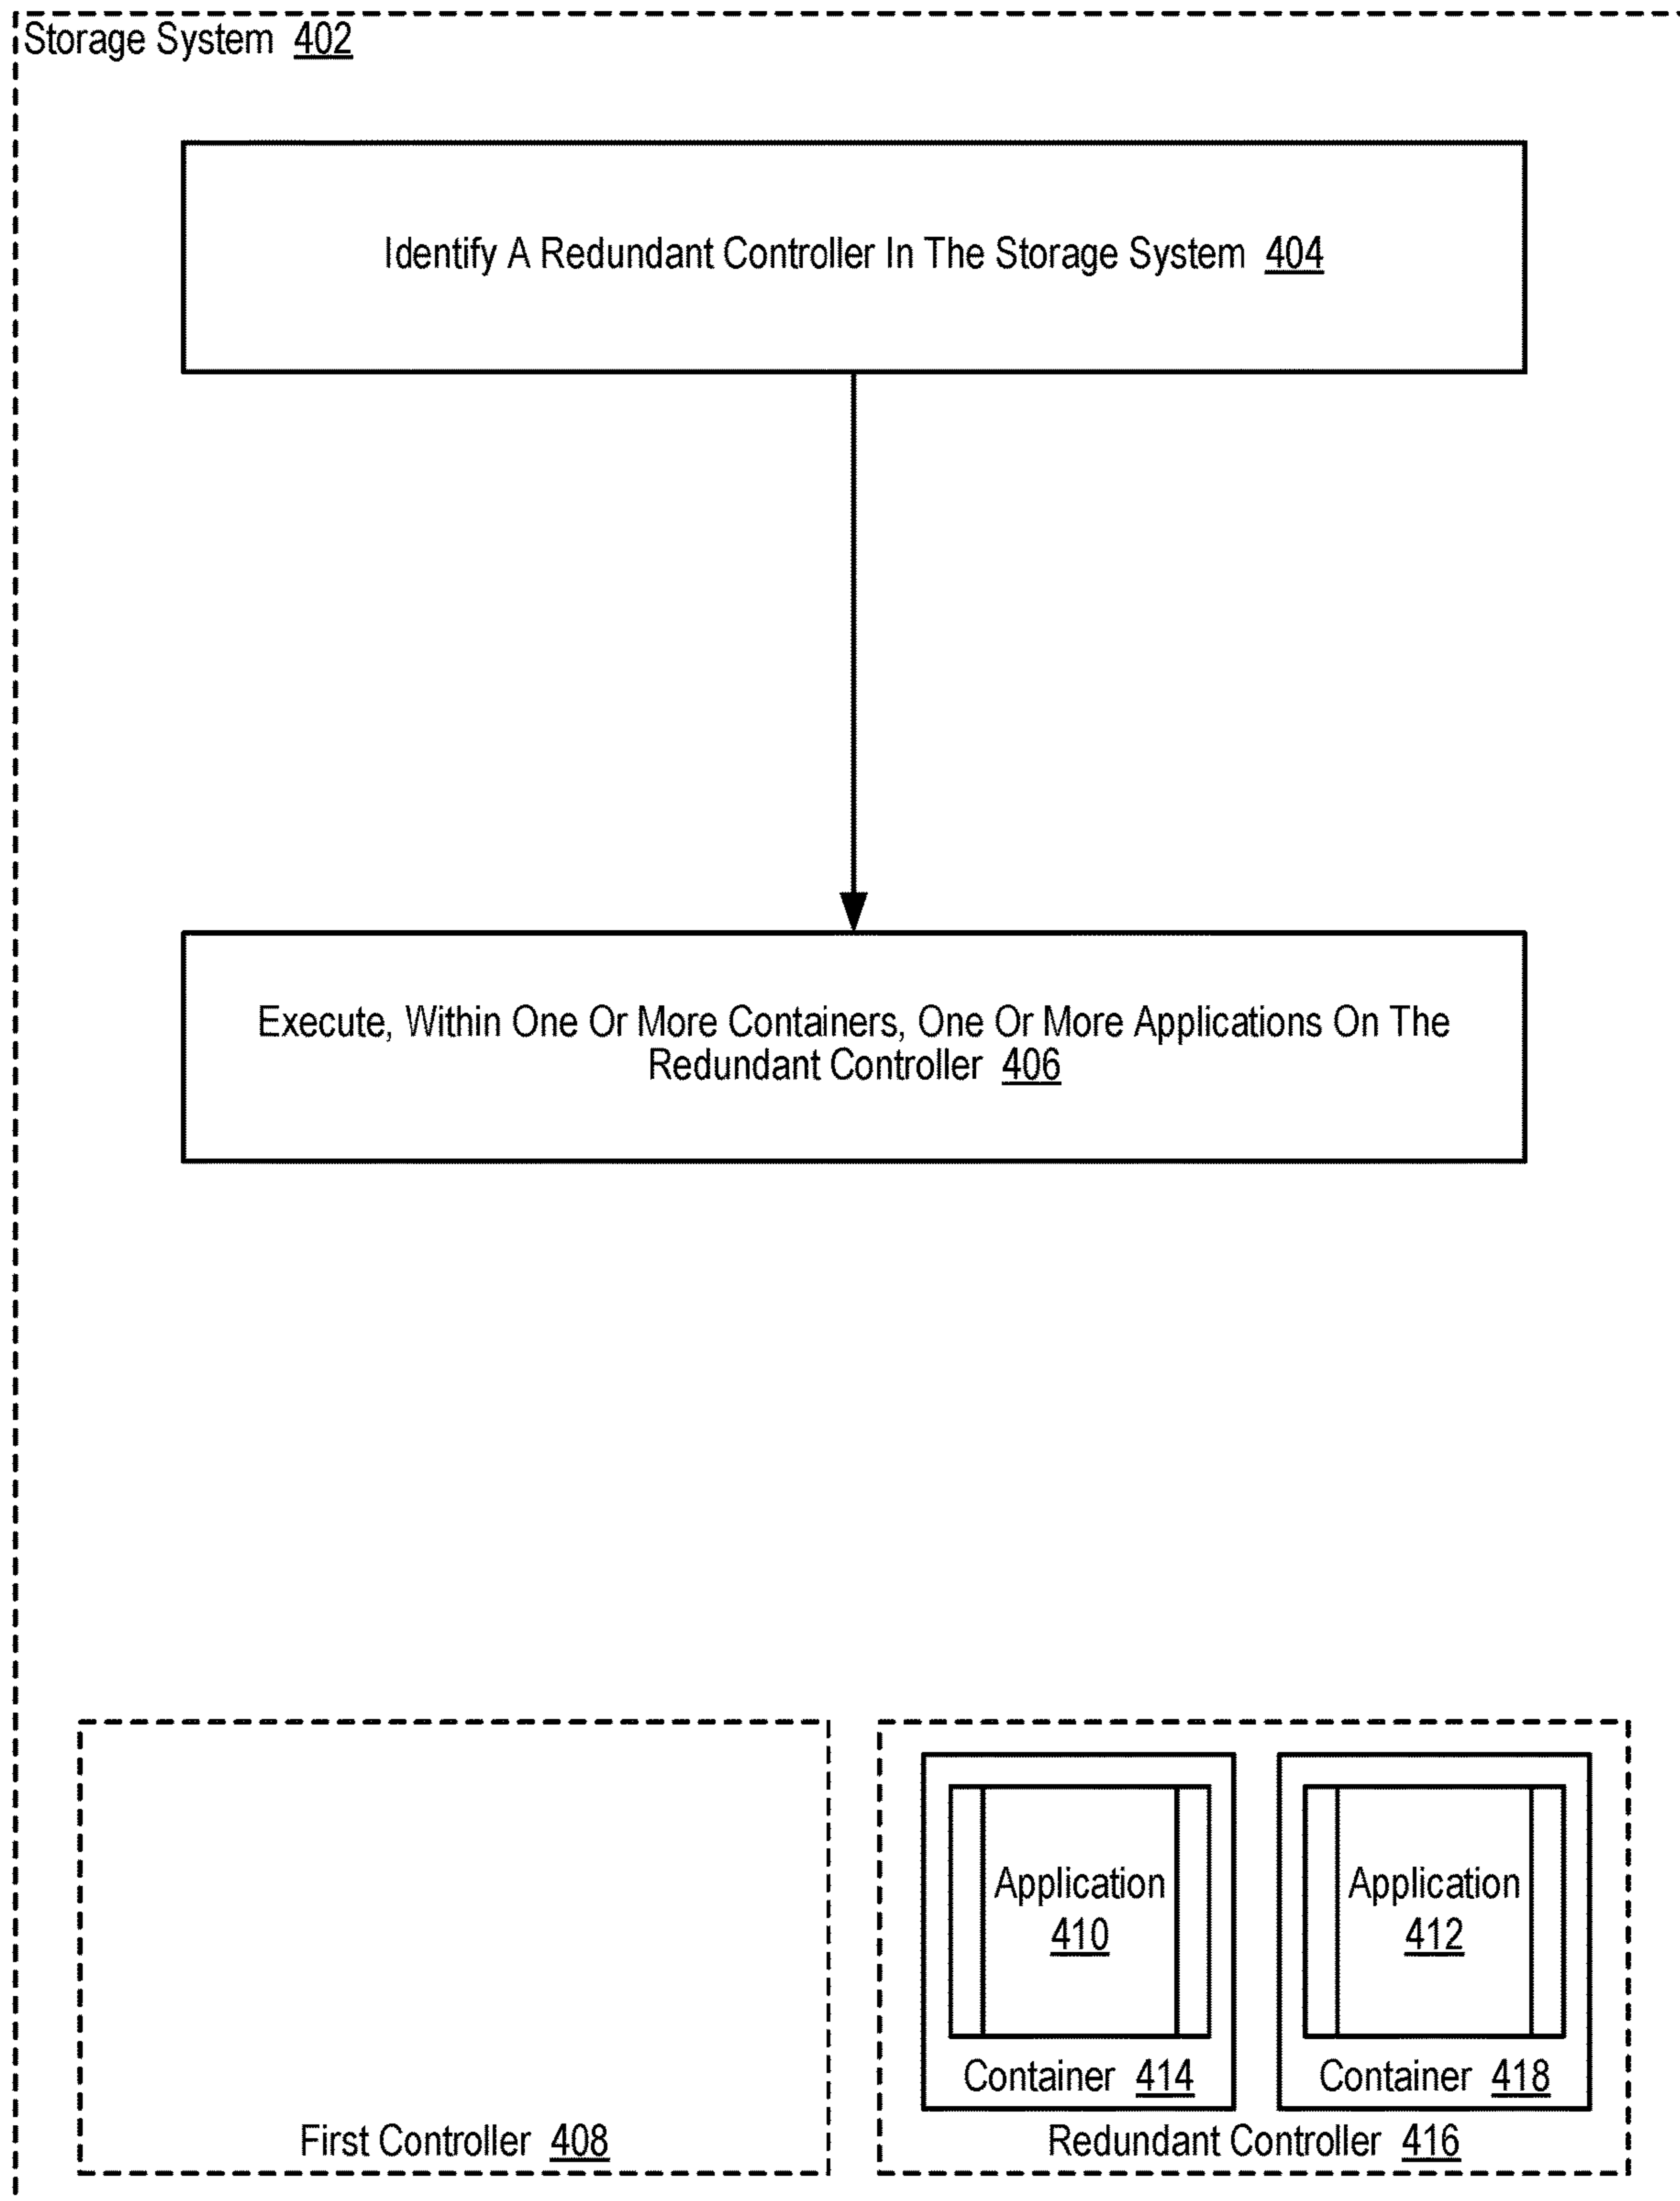 Storage System 402
Identify A Redundant Controller In The Storage System 404
Execute, Within One Or More Containers, One Or More Applications On The
Redundant Controller 406
Application
410
Container 414
Application
412
Container 418
First Controller 408
Redundant Controller 416